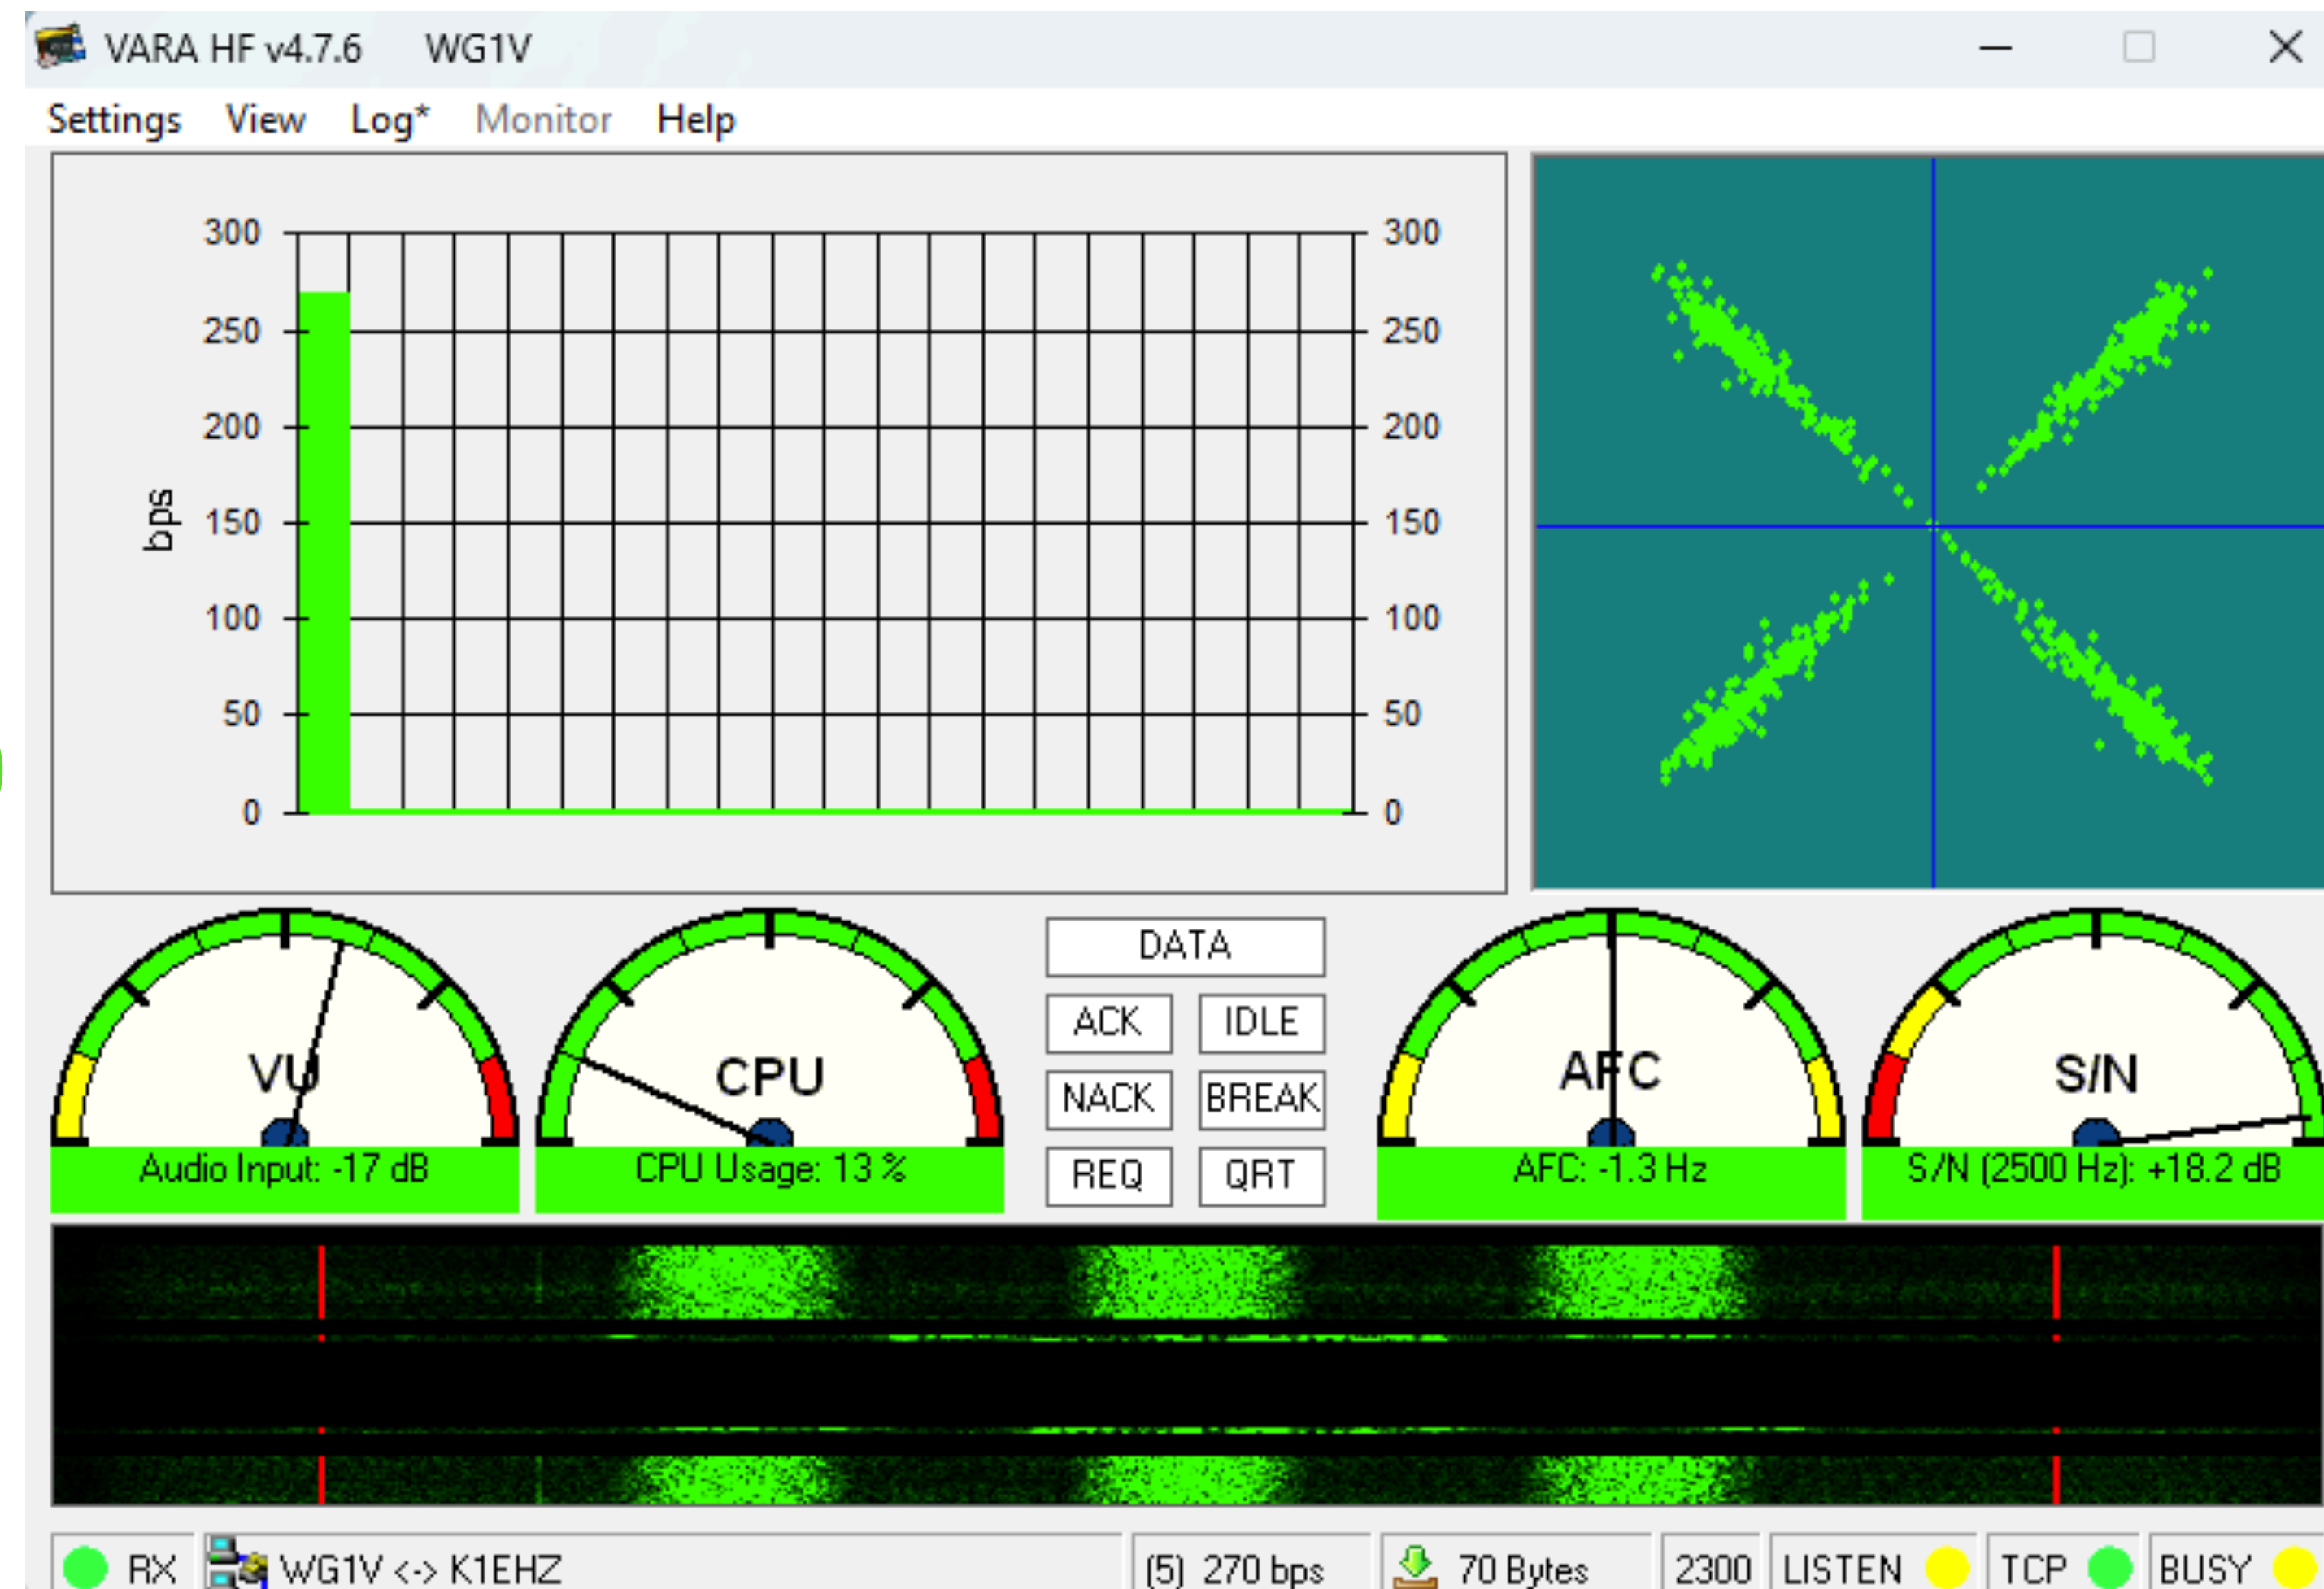 VARA HF v4.7.6 WG1V
Settings View Log* Monitor Help
300 300
250 250
200 200
bps
150 150
100 100
50 50
0 0
VU
CPU
AFC
S/N
DATA
ACK IDLE
NACK BREAK
REQ QRT
Audio Input: -17 dB
CPU Usage: 13 %
AFC: -1.3 Hz
S/N (2500 Hz): +18.2 dB
RX WG1V <-> K1EHZ (5) 270 bps 70 Bytes 2300 LISTEN TCP BUSY